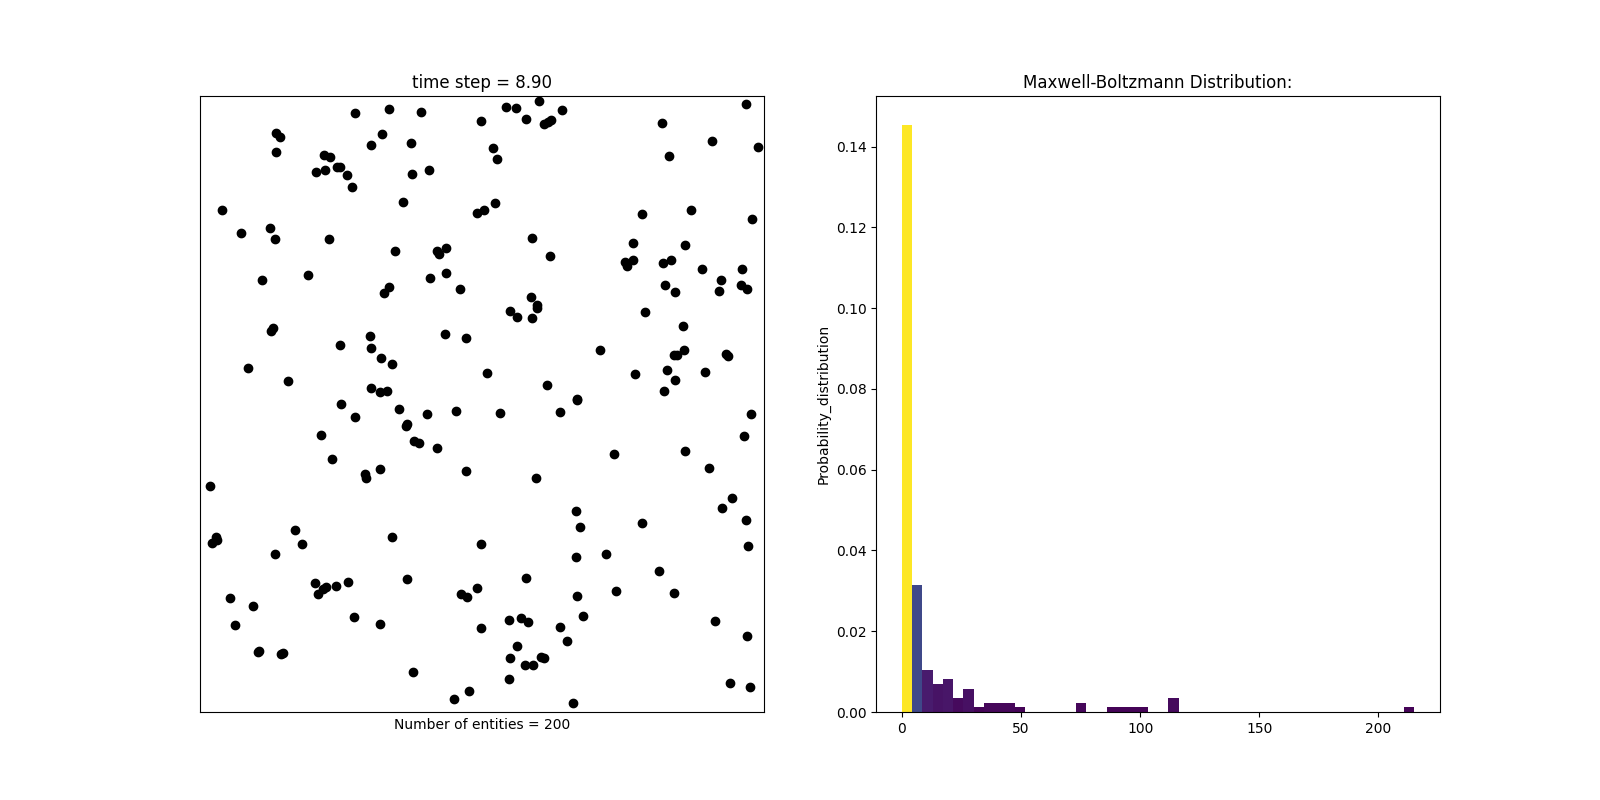 time step = 8.90
Number of entities = 200
Maxwell-Boltzmann Distribution:
Probability_distribution
0.14
0.12
0.10
0.08
0.06
0.04
0.02
0.00
0 50 100 150 200